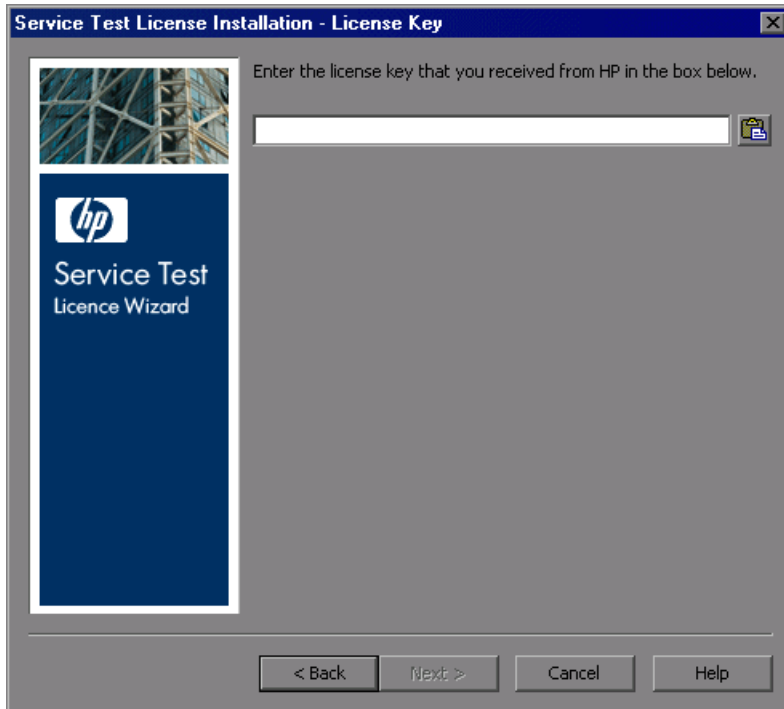 Service Test License Installation - License Key
Enter the license key that you received from HP in the box below.
hp
Service Test
Licence Wizard
< Back
Next >
Cancel
Help